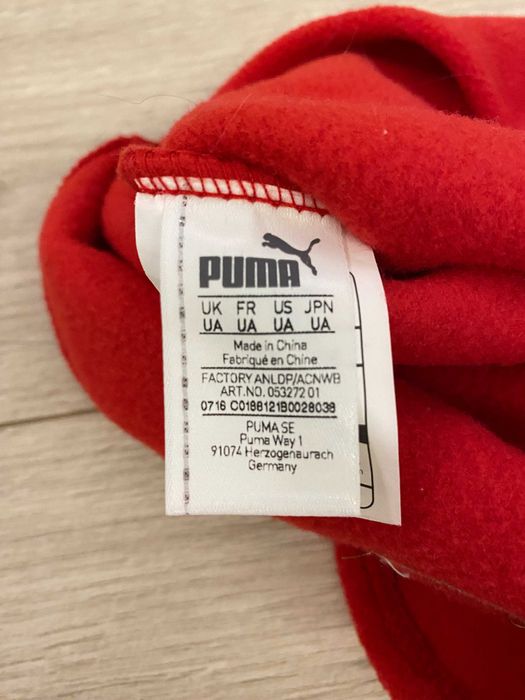 PUMA
UK FR US JPN
UA UA UA UA
Made in China
Fabriqué en Chine
FACTORY ANLDP/ACNWB
ART.NO. 053272 01
0716 C0188121B0028038
PUMA SE
Puma Way 1
91074 Herzogenaurach
Germany